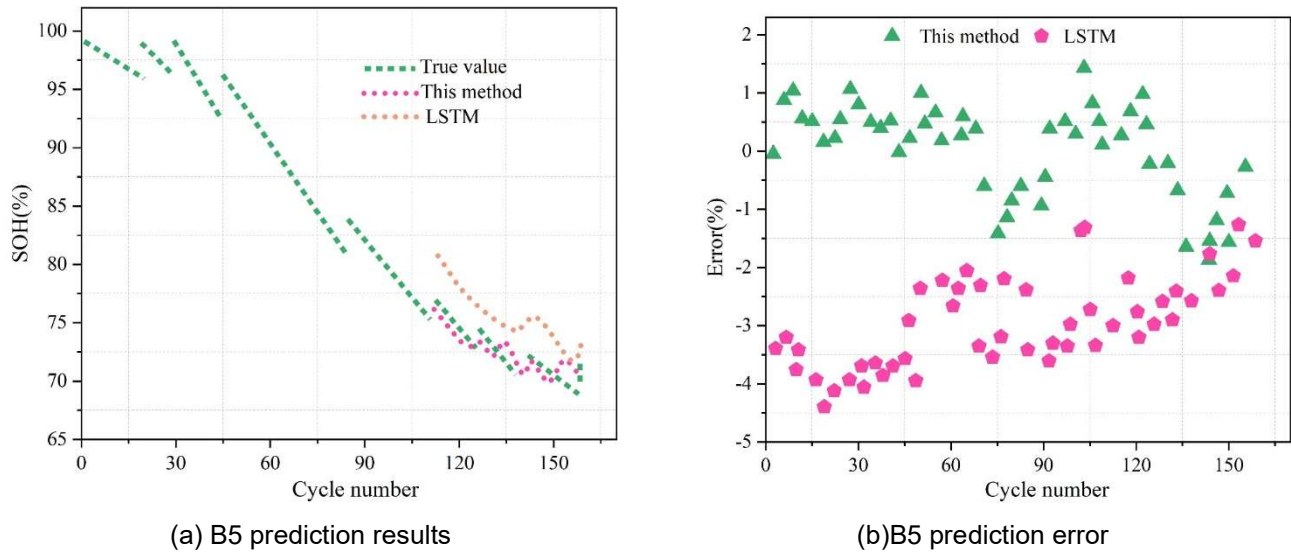 100
95
90
85
80
75
70
65
SOH(%)
True value
This method
LSTM
0 30 60 90 120 150
Cycle number
(a) B5 prediction results
2
1
0
-1
-2
-3
-4
-5
Error(%)
This method LSTM
0 30 60 90 120 150
Cycle number
(b)B5 prediction error